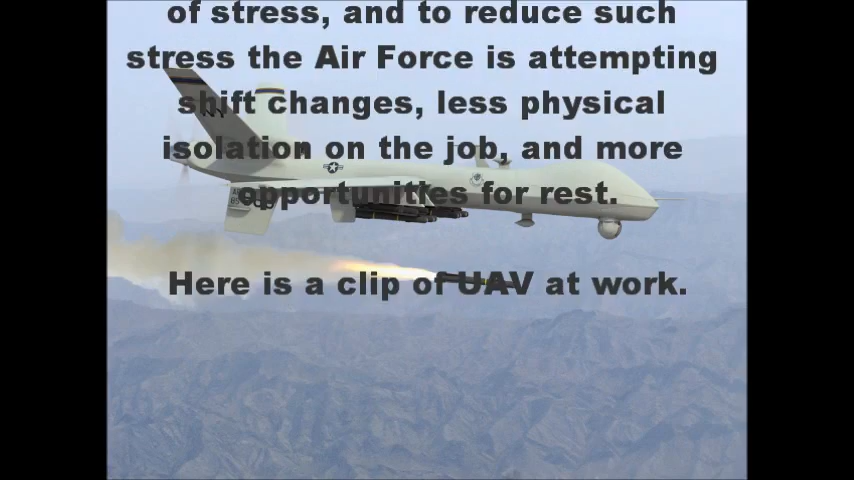 of stress, and to reduce such
stress the Air Force is attempting
shift changes, less physical
isolation on the job, and more
opportunities for rest.
Here is a clip of UAV at work.